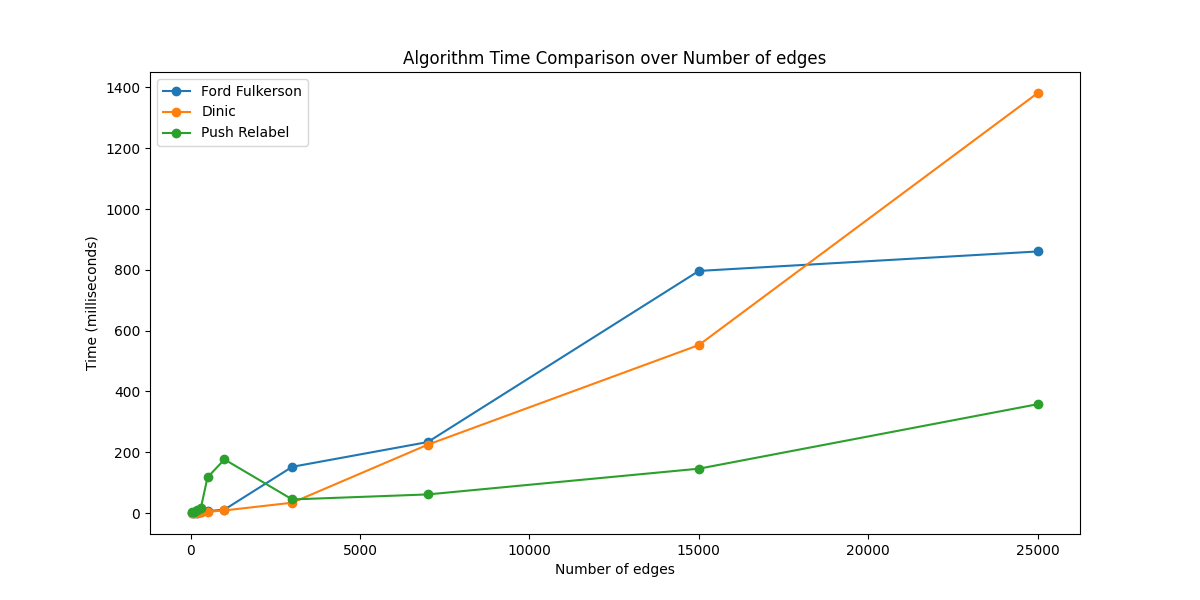 Algorithm Time Comparison over Number of edges
Ford Fulkerson
Dinic
Push Relabel
1400
1200
1000
800
600
400
200
0
Time (milliseconds)
0 5000 10000 15000 20000 25000
Number of edges